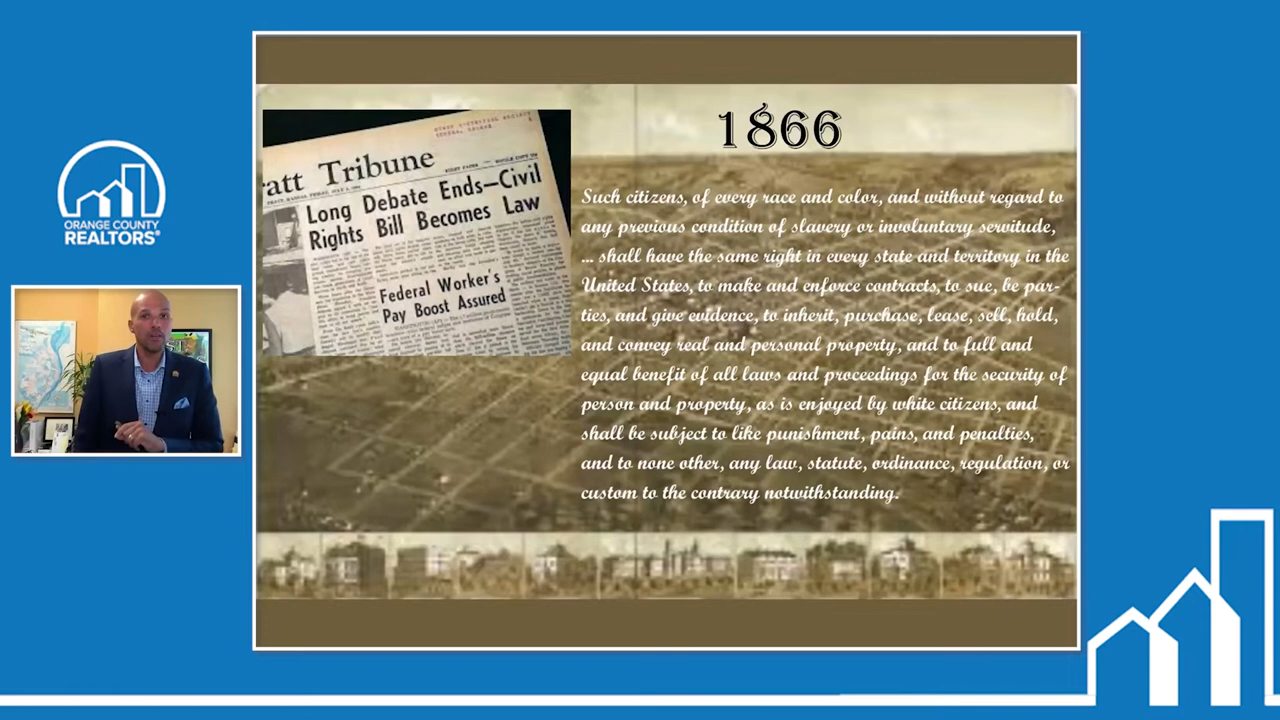 ORANGE COUNTY
REALTORS®
att Tribune
Long Debate Ends—Civil
Rights Bill Becomes Law
Federal Worker's
Pay Boost Assured
1866
Such citizens, of every race and color, and without regard to
any previous condition of slavery or involuntary servitude,
... shall have the same right in every state and territory in the
United States, to make and enforce contracts, to sue, be par-
ties, and give evidence, to inherit, purchase, lease, sell, hold,
and convey real and personal property, and to full and
equal benefit of all laws and proceedings for the security of
person and property, as is enjoyed by white citizens, and
shall be subject to like punishment, pains, and penalties,
and to none other, any law, statute, ordinance, regulation, or
custom to the contrary notwithstanding.